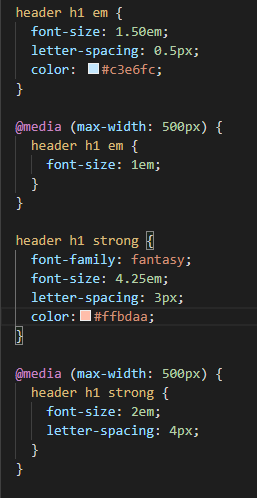 header h1 em {
  font-size: 1.50em;
  letter-spacing: 0.5px;
  color: #c3e6fc;
}

@media (max-width: 500px) {
  header h1 em {
    font-size: 1em;
  }
}

header h1 strong {
  font-family: fantasy;
  font-size: 4.25em;
  letter-spacing: 3px;
  color:#ffbdaa;
}

@media (max-width: 500px) {
  header h1 strong {
    font-size: 2em;
    letter-spacing: 4px;
  }
}